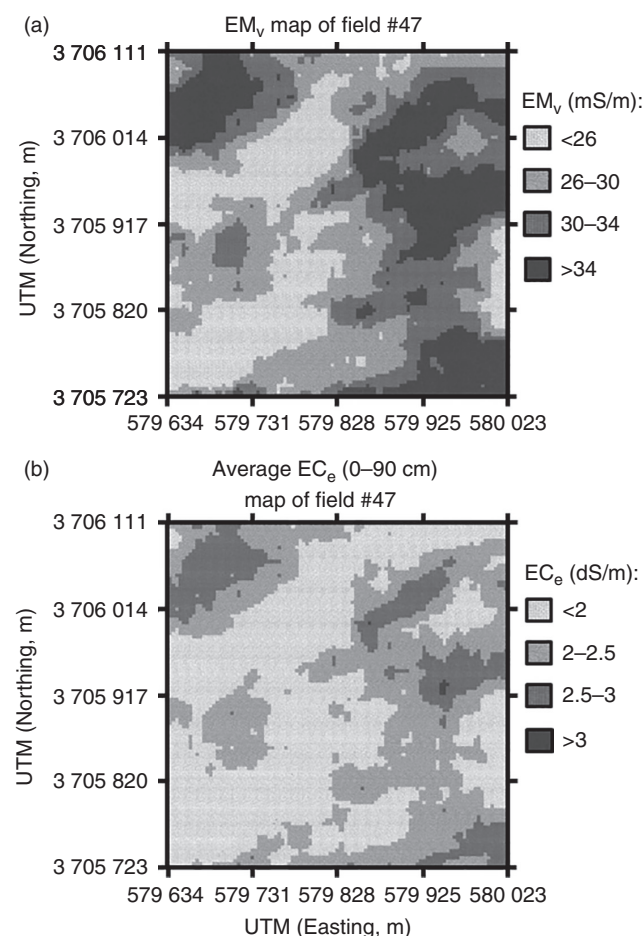 (a)
EMv map of field #47
3 706 111
3 706 014
3 705 917
3 705 820
3 705 723
UTM (Northing, m)
579 634 579 731 579 828 579 925 580 023
EMv (mS/m):
<26
26–30
30–34
>34
(b)
Average ECe (0–90 cm)
map of field #47
3 706 111
3 706 014
3 705 917
3 705 820
3 705 723
UTM (Northing, m)
579 634 579 731 579 828 579 925 580 023
UTM (Easting, m)
ECe (dS/m):
<2
2–2.5
2.5–3
>3